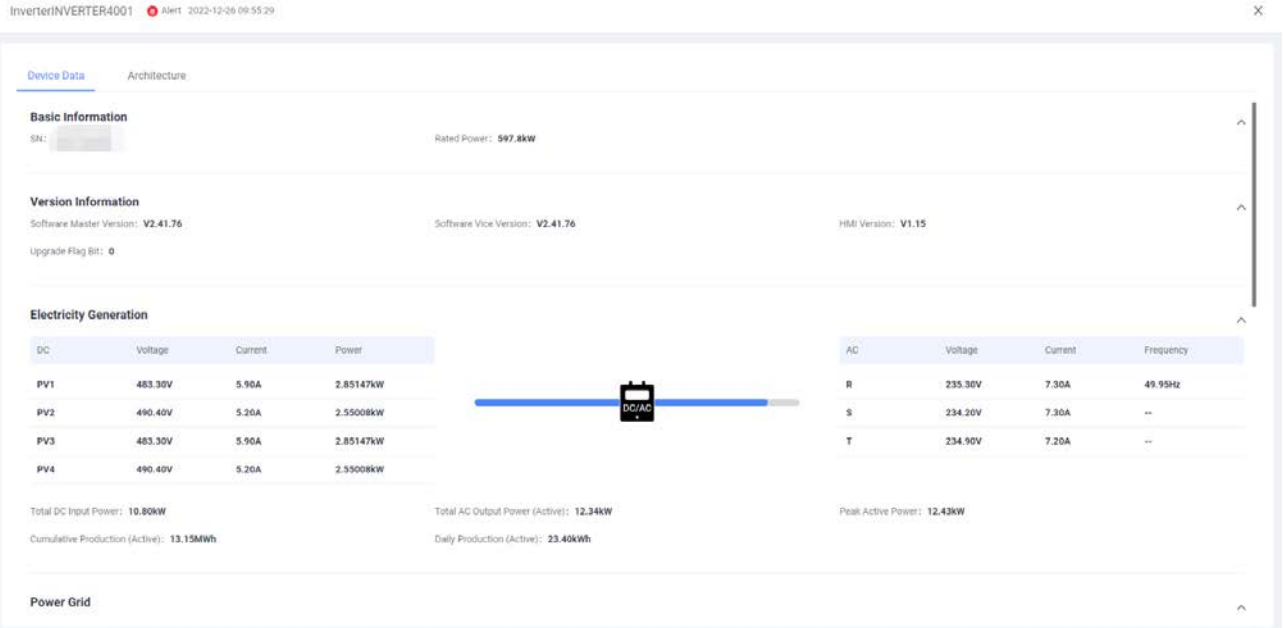 InverterINVERTER4001 Alert 2022-12-26 09:55:29
Device Data Architecture
Basic Information
SN: Rated Power: 597.8kW
Version Information
Software Master Version: V2.41.76 Software Vice Version: V2.41.76 HMI Version: V1.15
Upgrade Flag Bit: 0
Electricity Generation
DC Voltage Current Power AC Voltage Current Frequency
PV1 483.30V 5.90A 2.85147kW R 235.30V 7.30A 49.95Hz
DC/AC
PV2 490.40V 5.20A 2.55008kW S 234.20V 7.30A --
PV3 483.30V 5.90A 2.85147kW T 234.90V 7.20A --
PV4 490.40V 5.20A 2.55008kW
Total DC Input Power: 10.80kW Total AC Output Power (Active): 12.34kW Peak Active Power: 12.43kW
Cumulative Production (Active): 13.15MWh Daily Production (Active): 23.40kWh
Power Grid